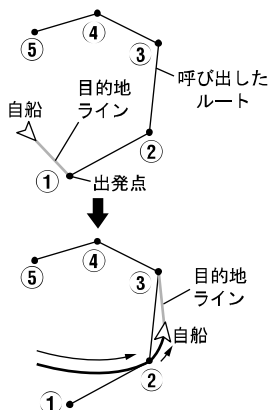 ⑤
④
③
呼び出した
ルート
目的地
ライン
自船
②
①
出発点
⑤
④
③
目的地
ライン
自船
②
①